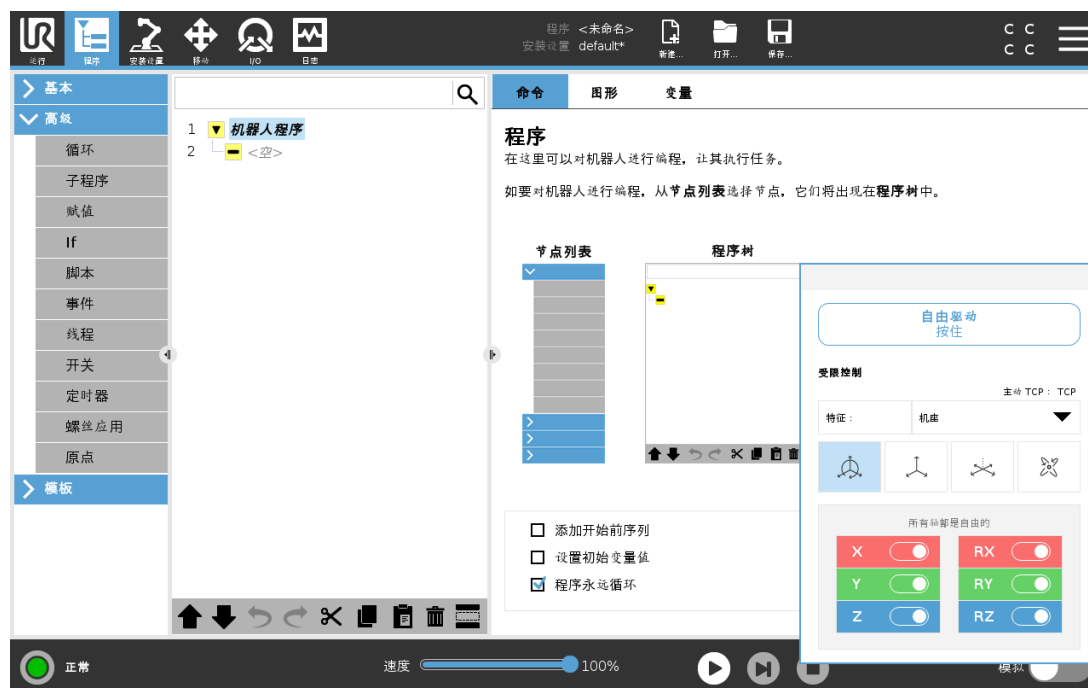 程序 <未命名>
安装设置 default*
C C
C C
运行
程序
安装设置
移动
I/O
日志
新建...
打开...
保存...
基本
高级
循环
子程序
赋值
If
脚本
事件
线程
开关
定时器
螺丝应用
原点
模板
1 机器人程序
2 <空>
命令 图形 变量
程序
在这里可以对机器人进行编程，让其执行任务。
如要对机器人进行编程，从节点列表选择节点，它们将出现在程序树中。
节点列表 程序树
添加开始前序列
设置初始变量值
程序永远循环
自由驱动
按住
受限控制
主动 TCP： TCP
特征： 机座
所有轴都是自由的
X RX
Y RY
Z RZ
正常
速度 100%
模拟